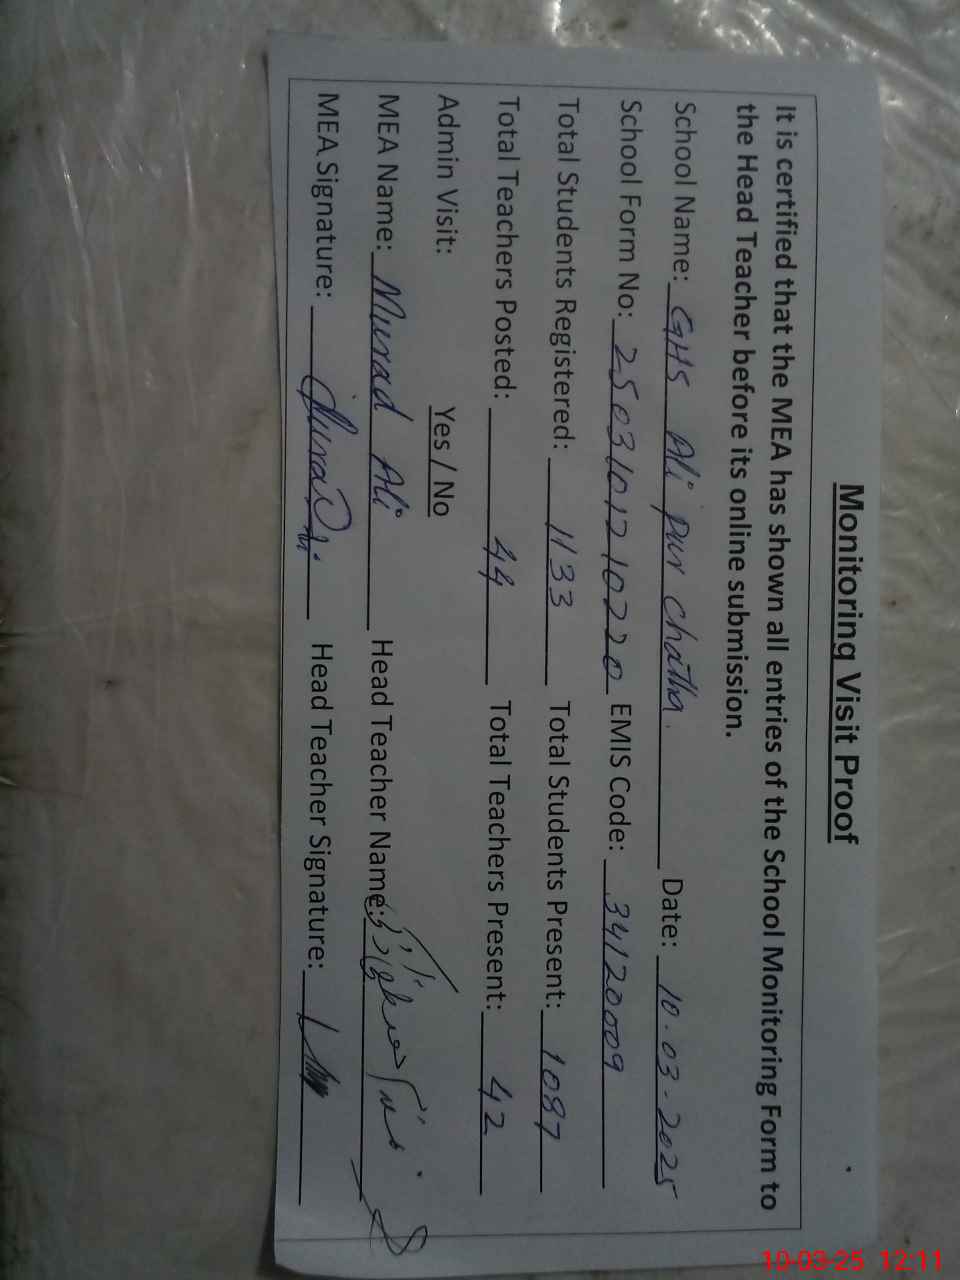 Monitoring Visit Proof
It is certified that the MEA has shown all entries of the School Monitoring Form to
the Head Teacher before its online submission.
School Name: GHS Ali pur chatha. Date: 10-03-2025
School Form No: 25031012 10220 EMIS Code: 34120009
Total Students Registered: 1133 Total Students Present: 1087
Total Teachers Posted: 44 Total Teachers Present: 42
Admin Visit: Yes / No
MEA Name: Murad Ali Head Teacher Name:
MEA Signature: Murad Ali Head Teacher Signature:
10-03-25 12:11